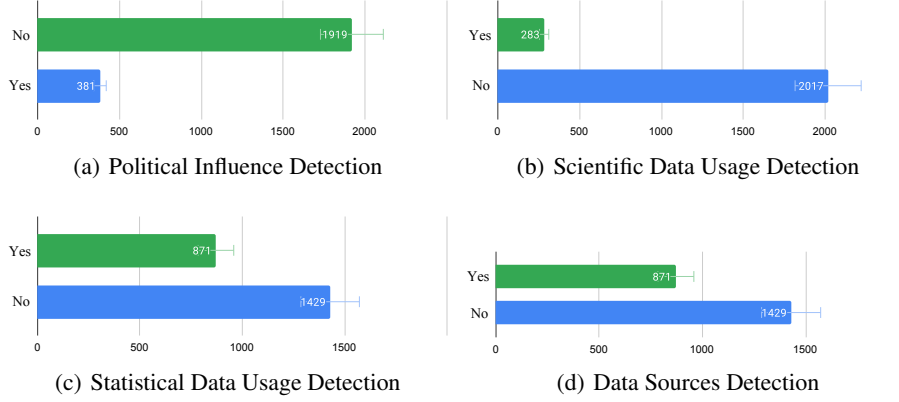 No
1919
Yes
381
0 500 1000 1500 2000
(a) Political Influence Detection
Yes
283
No
2017
0 500 1000 1500 2000
(b) Scientific Data Usage Detection
Yes
871
No
1429
0 500 1000 1500
(c) Statistical Data Usage Detection
Yes
871
No
1429
0 500 1000 1500
(d) Data Sources Detection